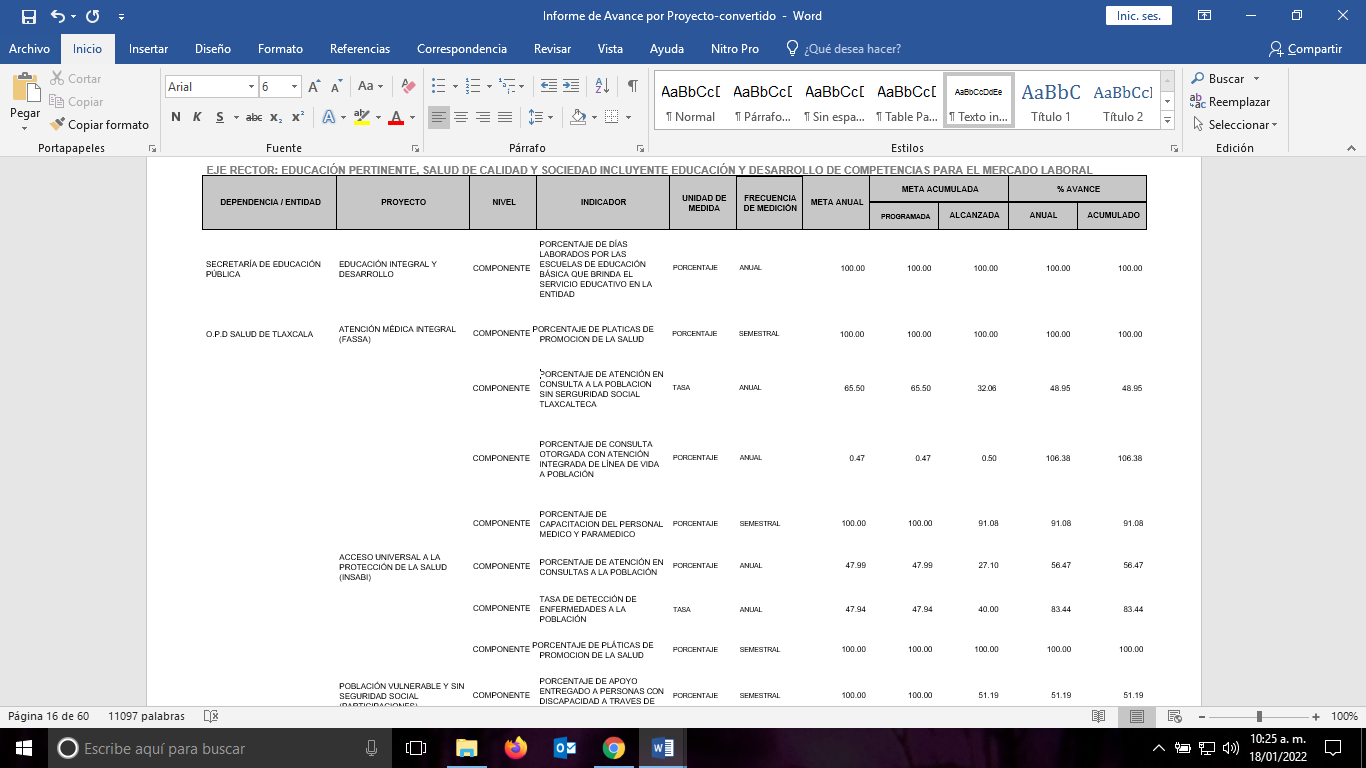 Informe de Avance por Proyecto-convertido - Word
Inic. ses.
Archivo Inicio Insertar Diseño Formato Referencias Correspondencia Revisar Vista Ayuda Nitro Pro ¿Qué desea hacer? Compartir
Pegar
Cortar
Copiar
Copiar formato
Portapapeles
Arial 6
Aa
N K S abc x₂ x²
A ab A
Fuente
Párrafo
AaBbCcI AaBbCcI AaBbCcI AaBbCcI AaBbCcDdEe AaBbC AaBbCcI
¶ Normal ¶ Párrafo... ¶ Sin espa... ¶ Table Pa... ¶ Texto in... Título 1 Título 2
Estilos
Buscar
Reemplazar
Seleccionar
Edición
EJE RECTOR: EDUCACIÓN PERTINENTE, SALUD DE CALIDAD Y SOCIEDAD INCLUYENTE EDUCACIÓN Y DESARROLLO DE COMPETENCIAS PARA EL MERCADO LABORAL
DEPENDENCIA / ENTIDAD PROYECTO NIVEL INDICADOR
UNIDAD DE
MEDIDA
FRECUENCIA
DE MEDICIÓN
META ANUAL
META ACUMULADA
PROGRAMADA ALCANZADA
% AVANCE
ANUAL ACUMULADO
SECRETARÍA DE EDUCACIÓN
PÚBLICA
EDUCACIÓN INTEGRAL Y
DESARROLLO
COMPONENTE
PORCENTAJE DE DÍAS
LABORADOS POR LAS
ESCUELAS DE EDUCACIÓN
BÁSICA QUE BRINDA EL
SERVICIO EDUCATIVO EN LA
ENTIDAD
PORCENTAJE ANUAL 100.00 100.00 100.00 100.00 100.00
O.P.D SALUD DE TLAXCALA
ATENCIÓN MÉDICA INTEGRAL
(FASSA)
COMPONENTE
PORCENTAJE DE PLATICAS DE
PROMOCION DE LA SALUD
PORCENTAJE SEMESTRAL 100.00 100.00 100.00 100.00 100.00
COMPONENTE
PORCENTAJE DE ATENCIÓN EN
CONSULTA A LA POBLACION
SIN SERGURIDAD SOCIAL
TLAXCALTECA
TASA ANUAL 65.50 65.50 32.06 48.95 48.95
COMPONENTE
PORCENTAJE DE CONSULTA
OTORGADA CON ATENCIÓN
INTEGRADA DE LÍNEA DE VIDA
A POBLACIÓN
PORCENTAJE ANUAL 0.47 0.47 0.50 106.38 106.38
COMPONENTE
PORCENTAJE DE
CAPACITACION DEL PERSONAL
MEDICO Y PARAMEDICO
PORCENTAJE SEMESTRAL 100.00 100.00 91.08 91.08 91.08
ACCESO UNIVERSAL A LA
PROTECCIÓN DE LA SALUD
(INSABI)
COMPONENTE
PORCENTAJE DE ATENCIÓN EN
CONSULTAS A LA POBLACIÓN
PORCENTAJE ANUAL 47.99 47.99 27.10 56.47 56.47
COMPONENTE
TASA DE DETECCIÓN DE
ENFERMEDADES A LA
POBLACIÓN
TASA ANUAL 47.94 47.94 40.00 83.44 83.44
COMPONENTE
PORCENTAJE DE PLÁTICAS DE
PROMOCION DE LA SALUD
PORCENTAJE SEMESTRAL 100.00 100.00 100.00 100.00 100.00
POBLACIÓN VULNERABLE Y SIN
SEGURIDAD SOCIAL
(PARTICIPACIONES)
COMPONENTE
PORCENTAJE DE APOYO
ENTREGADO A PERSONAS CON
DISCAPACIDAD A TRAVES DE
PORCENTAJE SEMESTRAL 100.00 100.00 51.19 51.19 51.19
Página 16 de 60 11097 palabras 100%
Escribe aquí para buscar
10:25 a. m.
18/01/2022